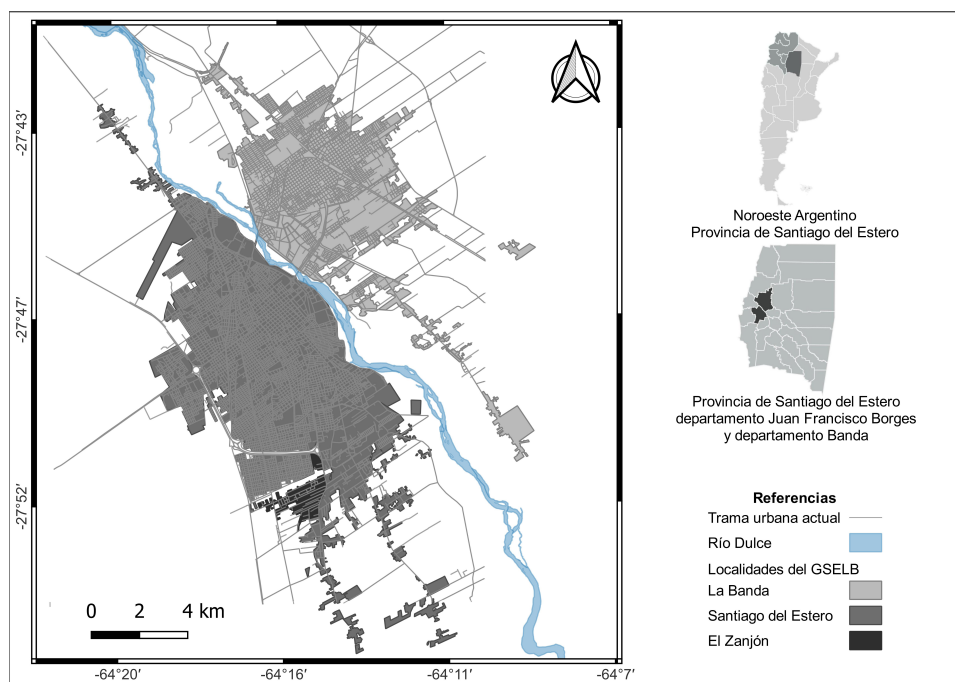 -27°43′
-27°47′
-27°52′
-64°20′
-64°16′
-64°11′
-64°7′
0 2 4 km
Noroeste Argentino
Provincia de Santiago del Estero
Provincia de Santiago del Estero
departamento Juan Francisco Borges
y departamento Banda
Referencias
Trama urbana actual
Río Dulce
Localidades del GSELB
La Banda
Santiago del Estero
El Zanjón